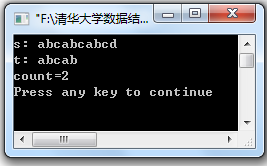 "F:\清华大学数据结...
s: abcabcabcd
t: abcab
count=2
Press any key to continue